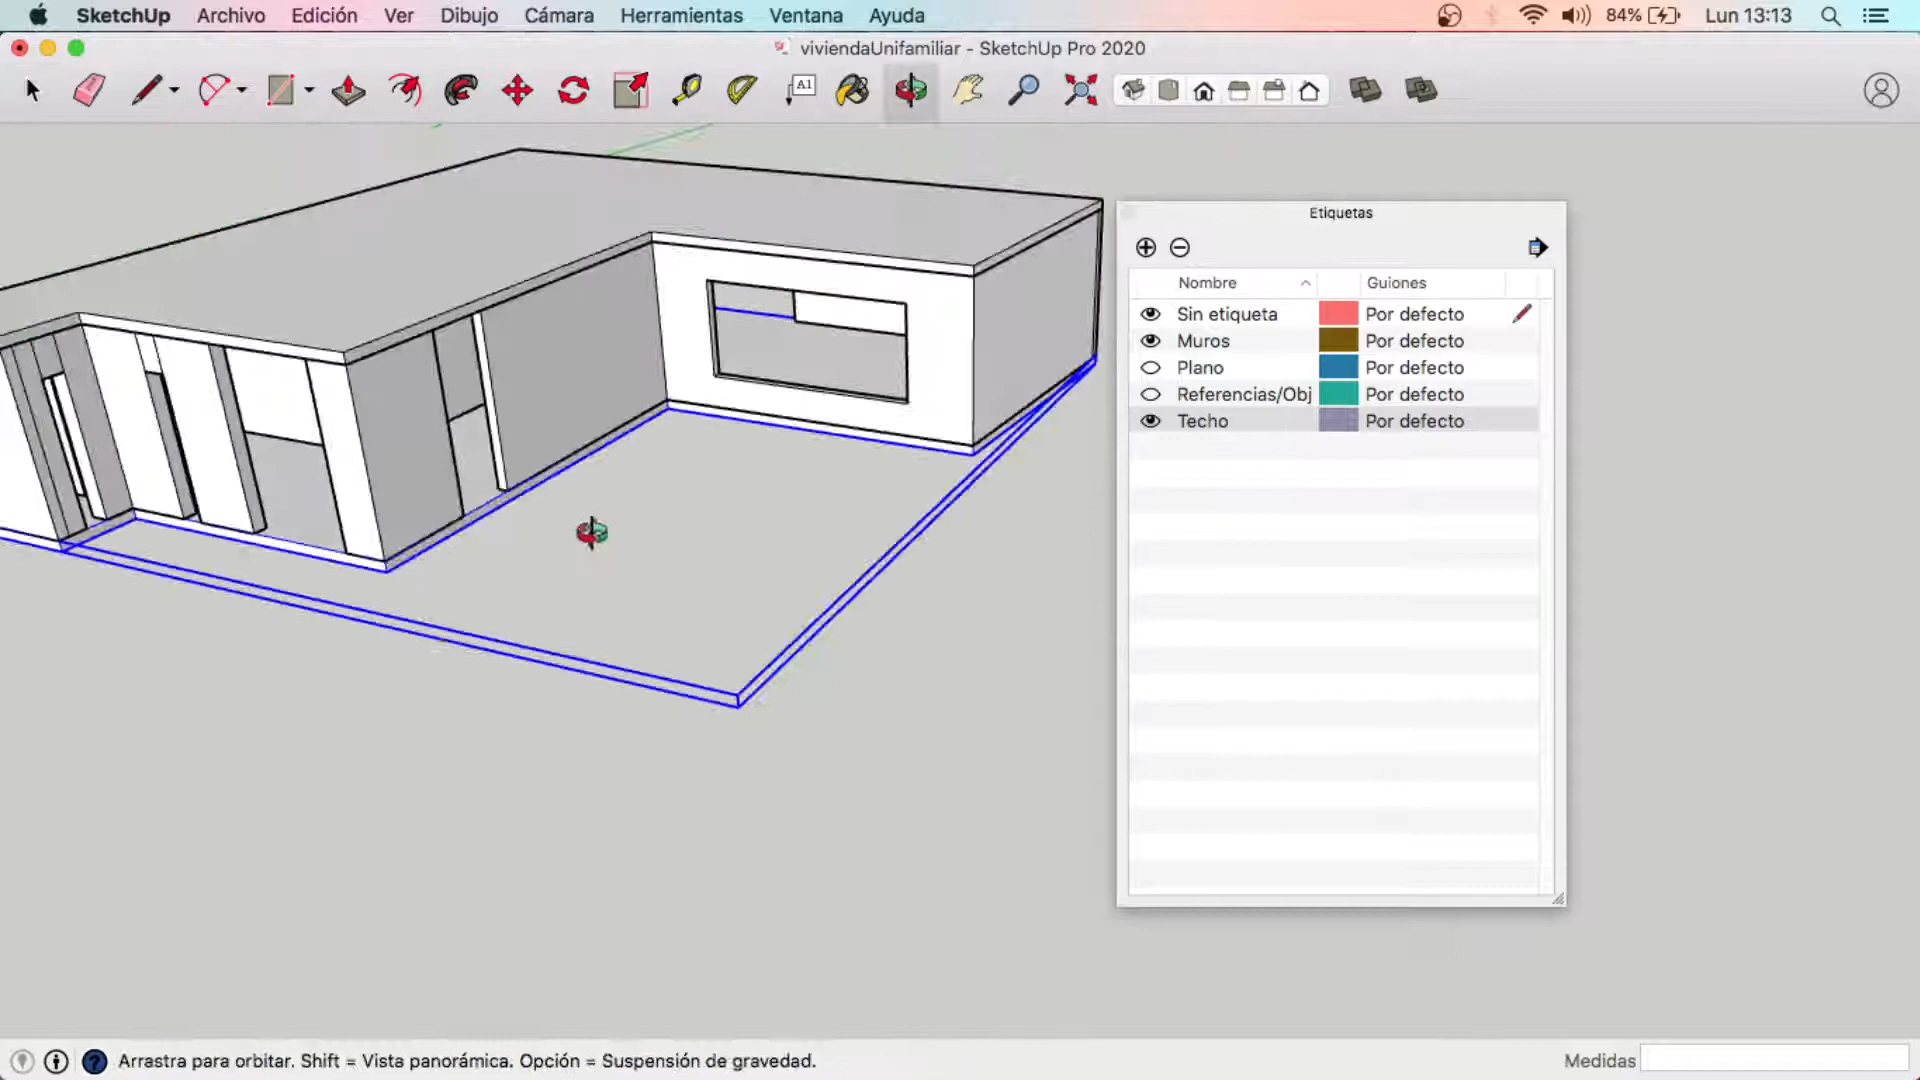 SketchUp Archivo Edición Ver Dibujo Cámara Herramientas Ventana Ayuda 84% Lun 13:13
viviendaUnifamiliar - SketchUp Pro 2020
A1
Etiquetas
Nombre Guiones
Sin etiqueta Por defecto
Muros Por defecto
Plano Por defecto
Referencias/Obj Por defecto
Techo Por defecto
Arrastra para orbitar. Shift = Vista panorámica. Opción = Suspensión de gravedad. Medidas